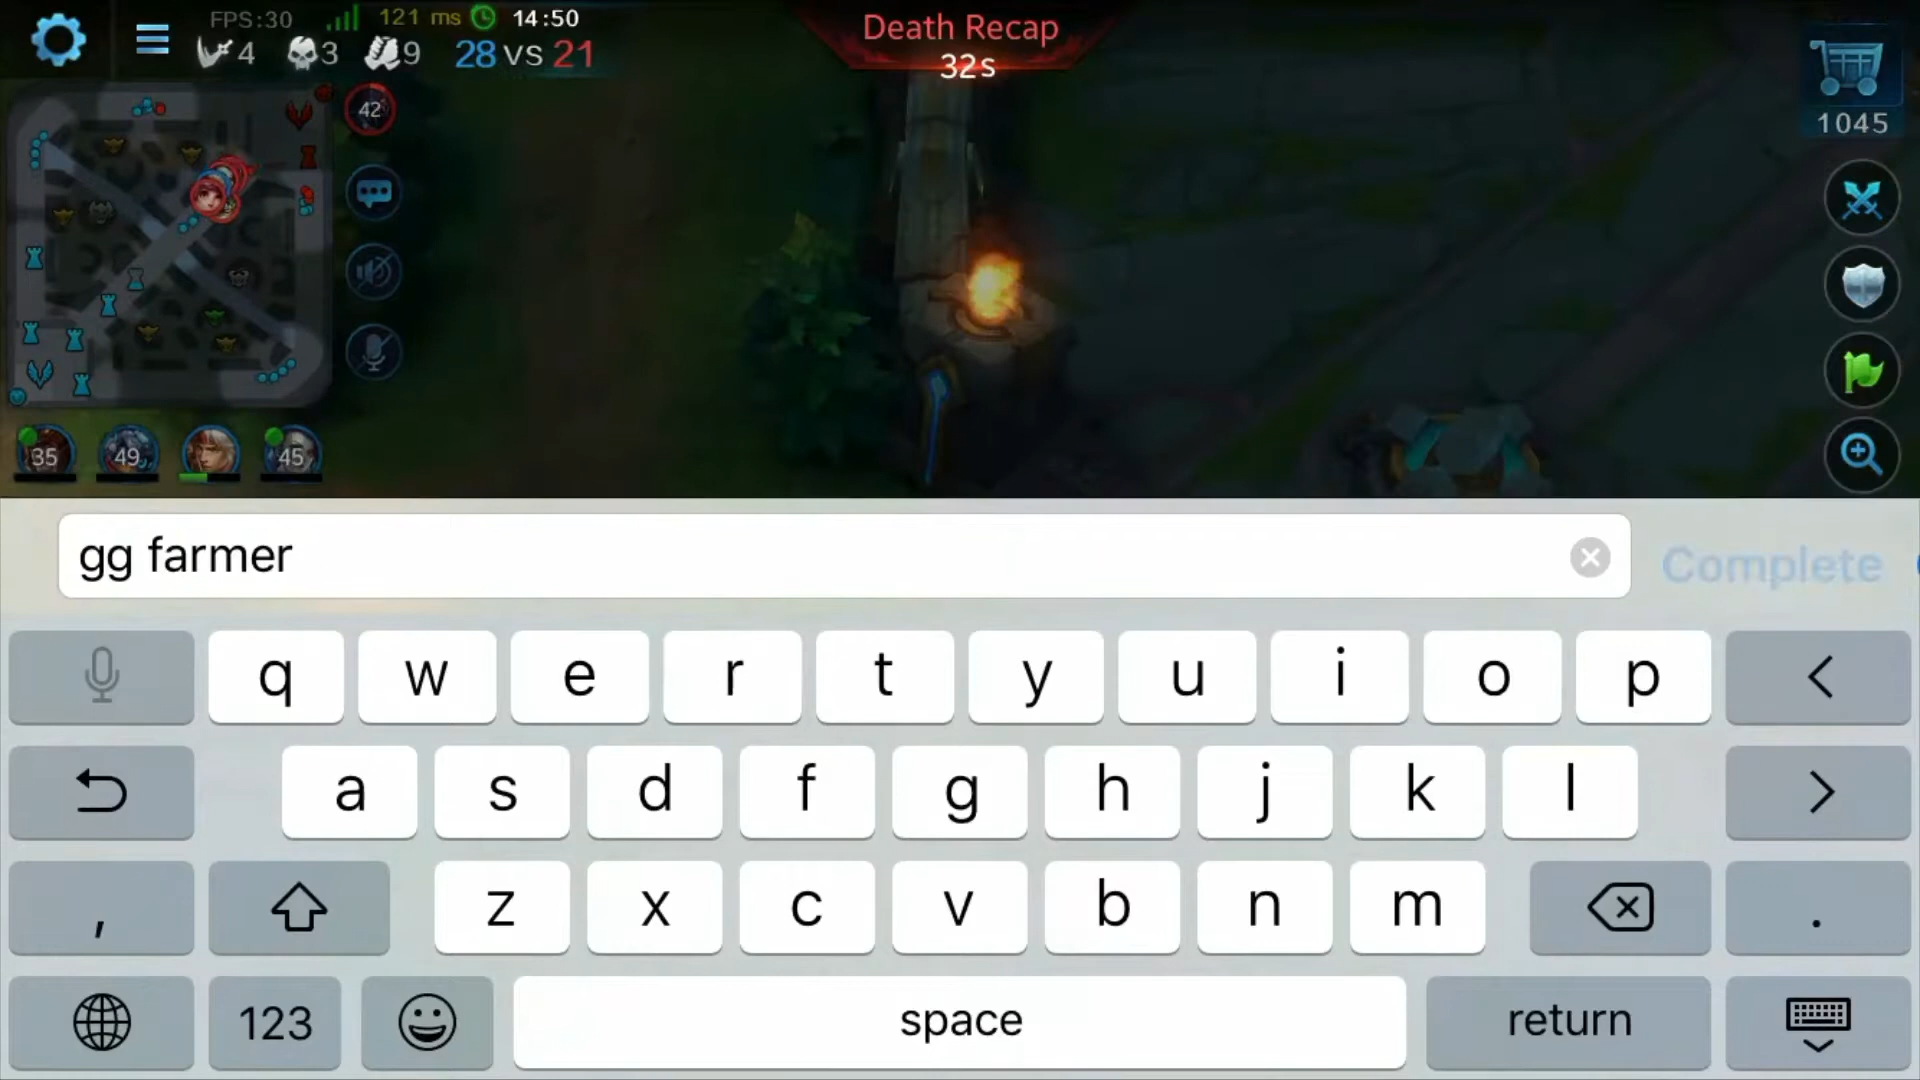 FPS:30 121 ms 14:50
4 3 9 28 VS 21
Death Recap
32s
1045
42
35 49 45
gg farmer
Complete
q w e r t y u i o p <
a s d f g h j k l >
, z x c v b n m .
123 space return